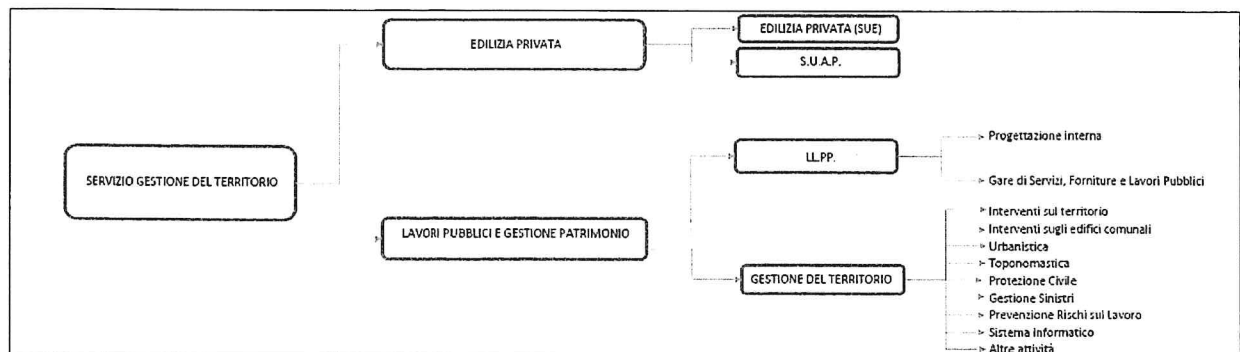 SERVIZIO GESTIONE DEL TERRITORIO
EDILIZIA PRIVATA
EDILIZIA PRIVATA (SUE)
S.U.A.P.
LAVORI PUBBLICI E GESTIONE PATRIMONIO
LL.PP.
Progettazione interna
Gare di Servizi, Forniture e Lavori Pubblici
GESTIONE DEL TERRITORIO
Interventi sul territorio
Interventi sugli edifici comunali
Urbanistica
Toponomastica
Protezione Civile
Gestione Sinistri
Prevenzione Rischi sul Lavoro
Sistema Informatico
Altre attività